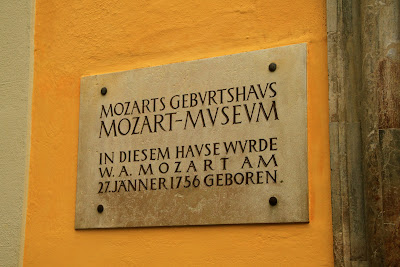 MOZARTS GEBVRTSHAVS
MOZART-MVSEVM
IN DIESEM HAVSE WVRDE
W. A. MOZART AM
27. JÄNNER 1756 GEBOREN.